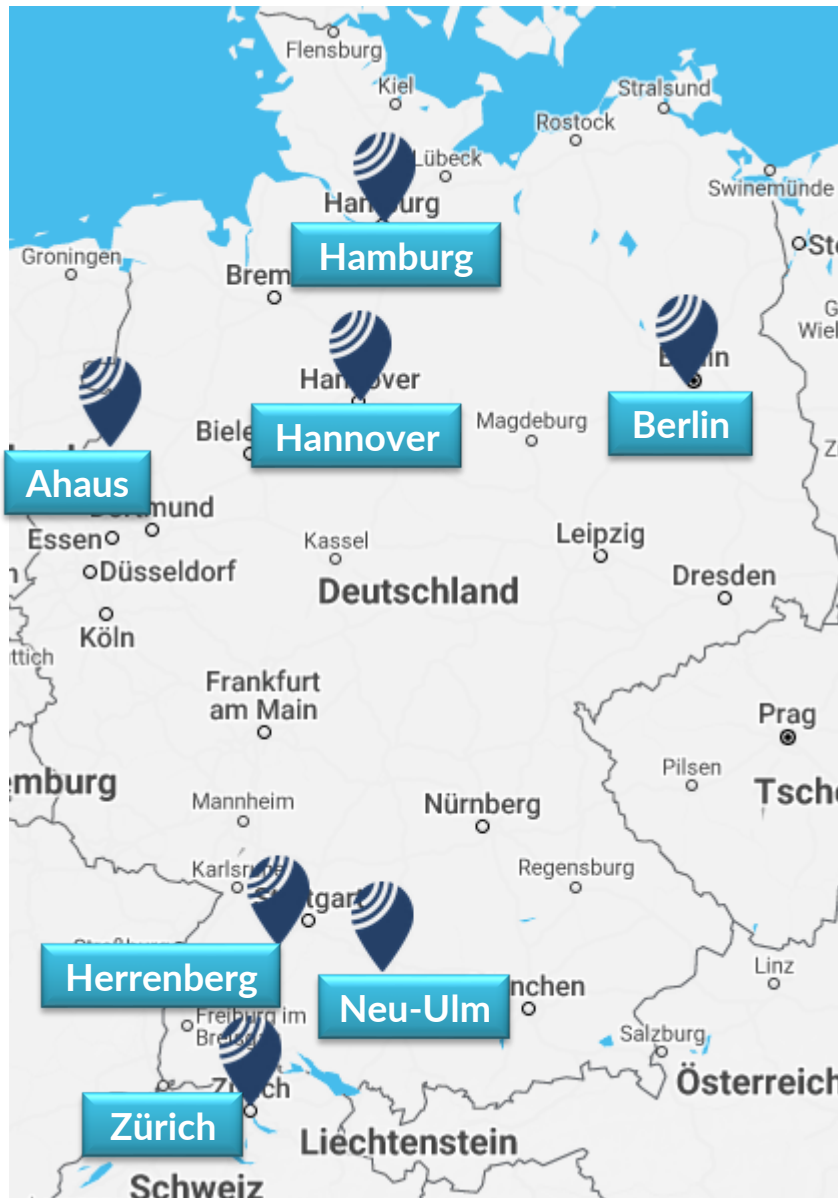 Flensburg
Kiel
Stralsund
Rostock
Lübeck
Swinemünde
Hamburg
Groningen
Hamburg
Berlin
Hannover
Magdeburg
Berlin
Hannover
Ahaus
Essen
Leipzig
Kassel
Düsseldorf
Deutschland
Dresden
Köln
Frankfurt
am Main
Prag
Pilsen
Mannheim
Nürnberg
Regensburg
Herrenberg
Linz
Neu-Ulm
Freiburg im
Salzburg
Österreich
Zürich
Liechtenstein
Schweiz